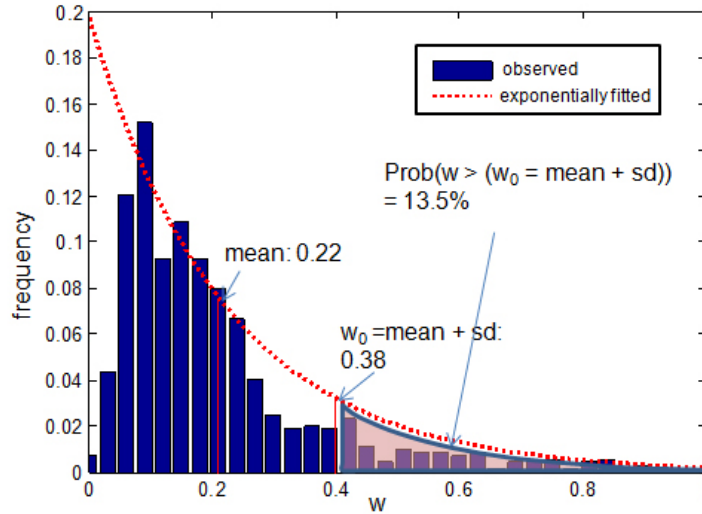 0.2
0.18
0.16
0.14
0.12
0.1
0.08
0.06
0.04
0.02
0
frequency
observed
exponentially fitted
Prob(w > (w₀ = mean + sd))
= 13.5%
mean: 0.22
w₀ =mean + sd:
0.38
0 0.2 0.4 0.6 0.8
w